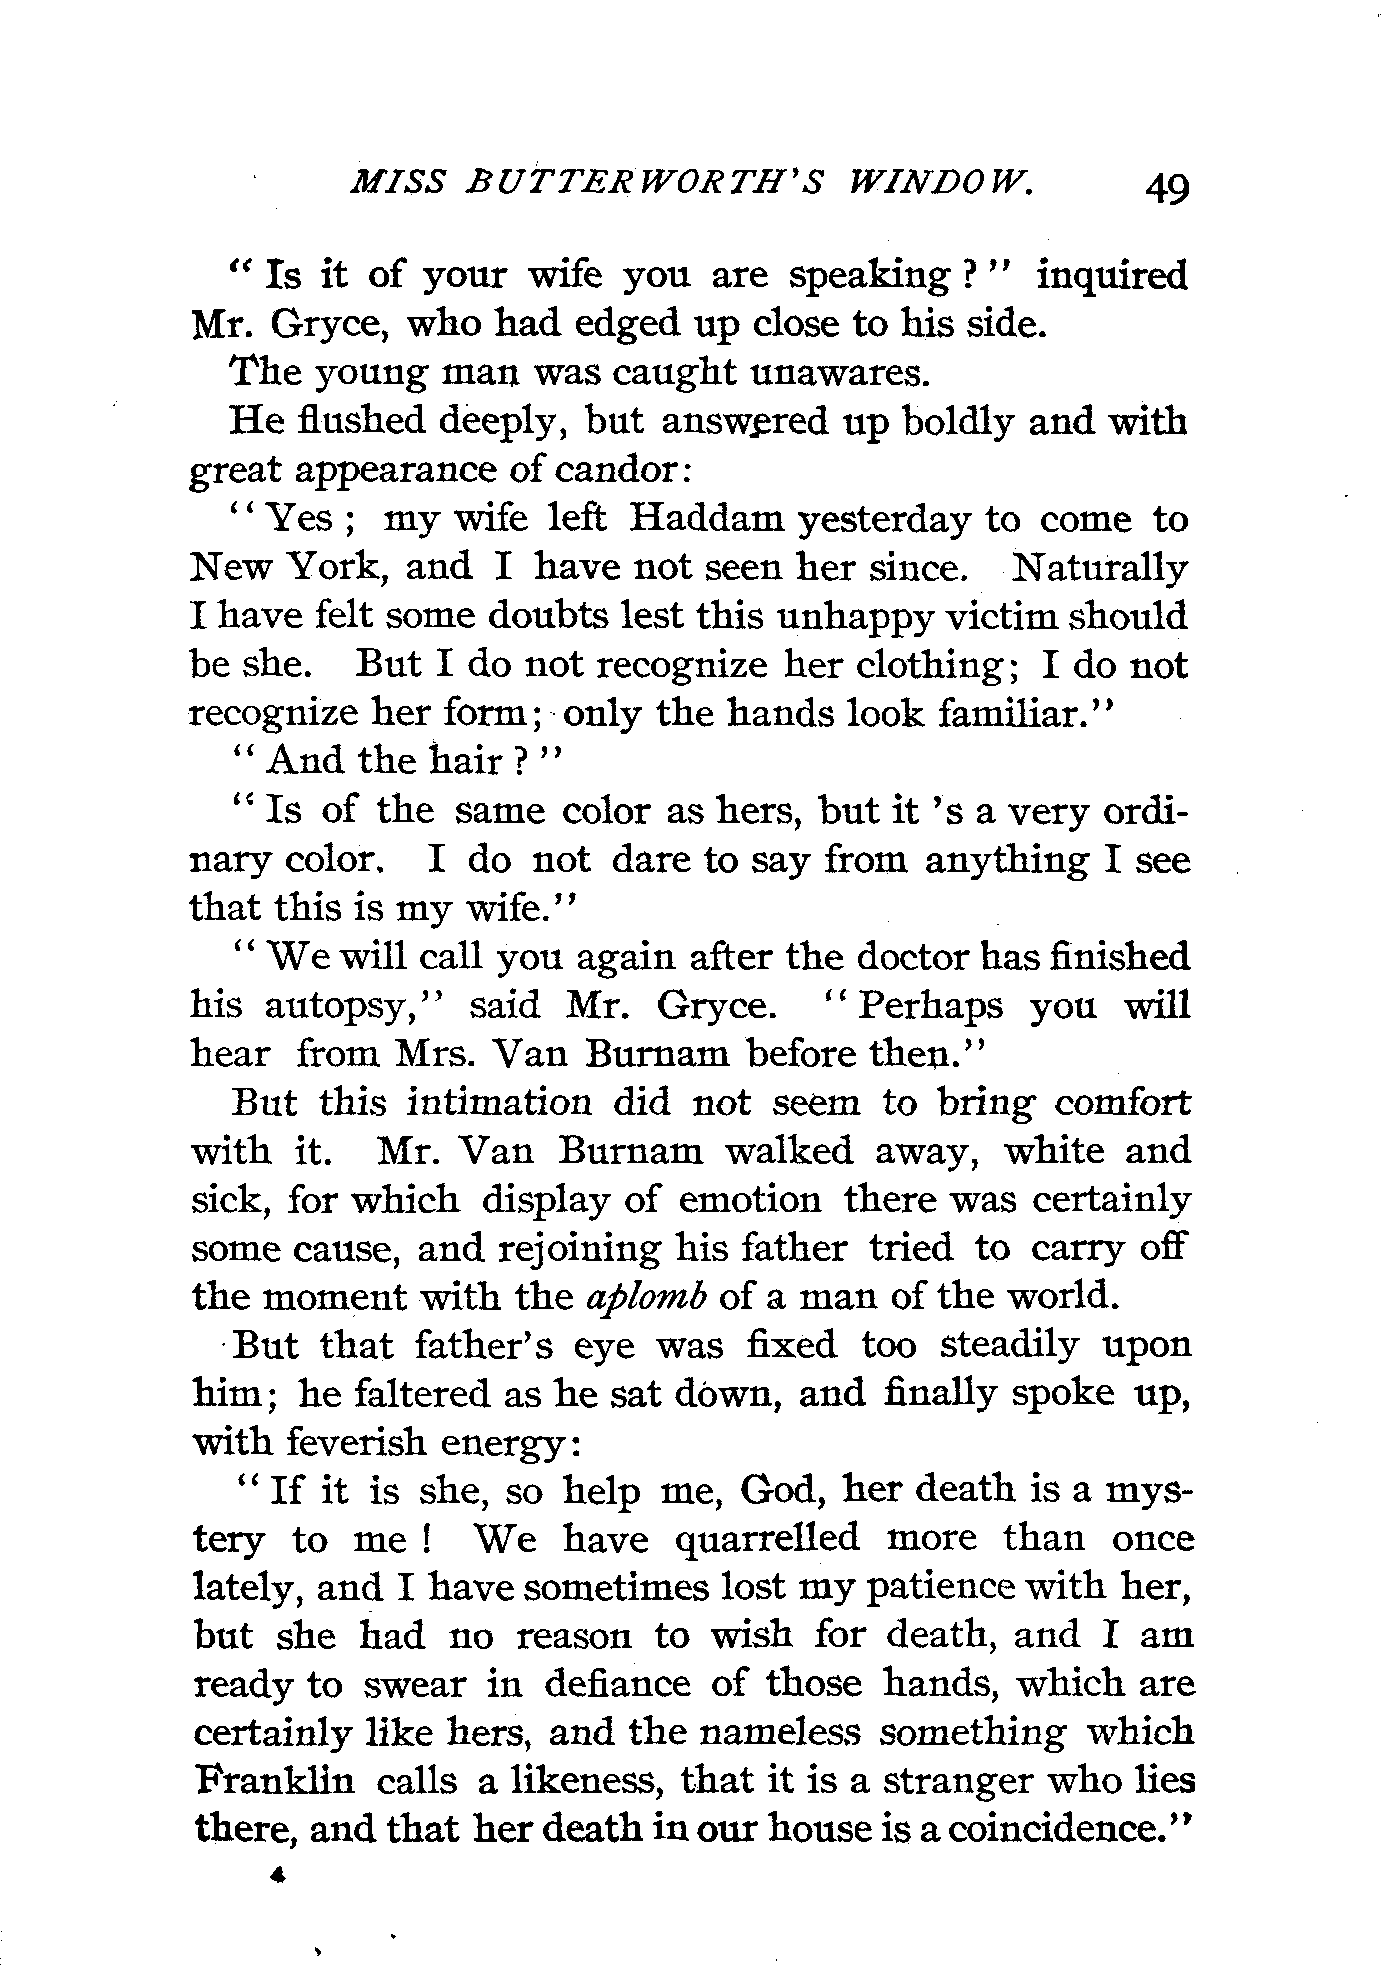 MISS BUTTERWORTH'S WINDOW. 49
" Is it of your wife you are speaking ? " inquired
Mr. Gryce, who had edged up close to his side.
The young man was caught unawares.
He flushed deeply, but answered up boldly and with
great appearance of candor:
" Yes ; my wife left Haddam yesterday to come to
New York, and I have not seen her since. Naturally
I have felt some doubts lest this unhappy victim should
be she. But I do not recognize her clothing; I do not
recognize her form; only the hands look familiar."
" And the hair ? "
" Is of the same color as hers, but it 's a very ordi-
nary color. I do not dare to say from anything I see
that this is my wife."
" We will call you again after the doctor has finished
his autopsy," said Mr. Gryce. " Perhaps you will
hear from Mrs. Van Burnam before then."
But this intimation did not seem to bring comfort
with it. Mr. Van Burnam walked away, white and
sick, for which display of emotion there was certainly
some cause, and rejoining his father tried to carry off
the moment with the aplomb of a man of the world.
But that father's eye was fixed too steadily upon
him; he faltered as he sat down, and finally spoke up,
with feverish energy:
" If it is she, so help me, God, her death is a mys-
tery to me ! We have quarrelled more than once
lately, and I have sometimes lost my patience with her,
but she had no reason to wish for death, and I am
ready to swear in defiance of those hands, which are
certainly like hers, and the nameless something which
Franklin calls a likeness, that it is a stranger who lies
there, and that her death in our house is a coincidence."
4